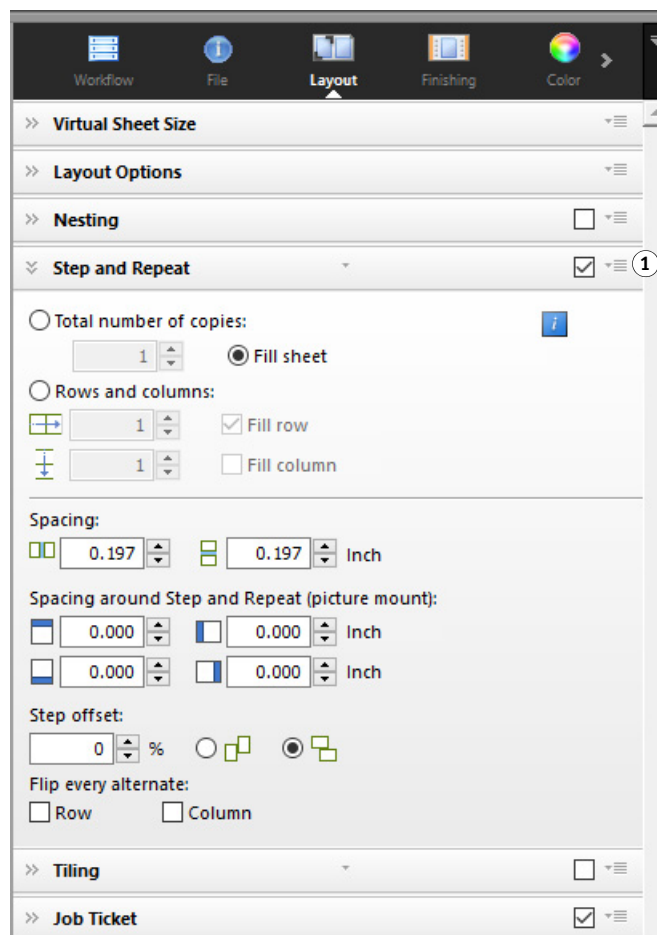 Workflow File Layout Finishing Color
Virtual Sheet Size
Layout Options
Nesting
Step and Repeat 1
Total number of copies: i
1 Fill sheet
Rows and columns:
1 Fill row
1 Fill column
Spacing:
0.197 0.197 Inch
Spacing around Step and Repeat (picture mount):
0.000 0.000 Inch
0.000 0.000 Inch
Step offset:
0 %
Flip every alternate:
Row Column
Tiling
Job Ticket